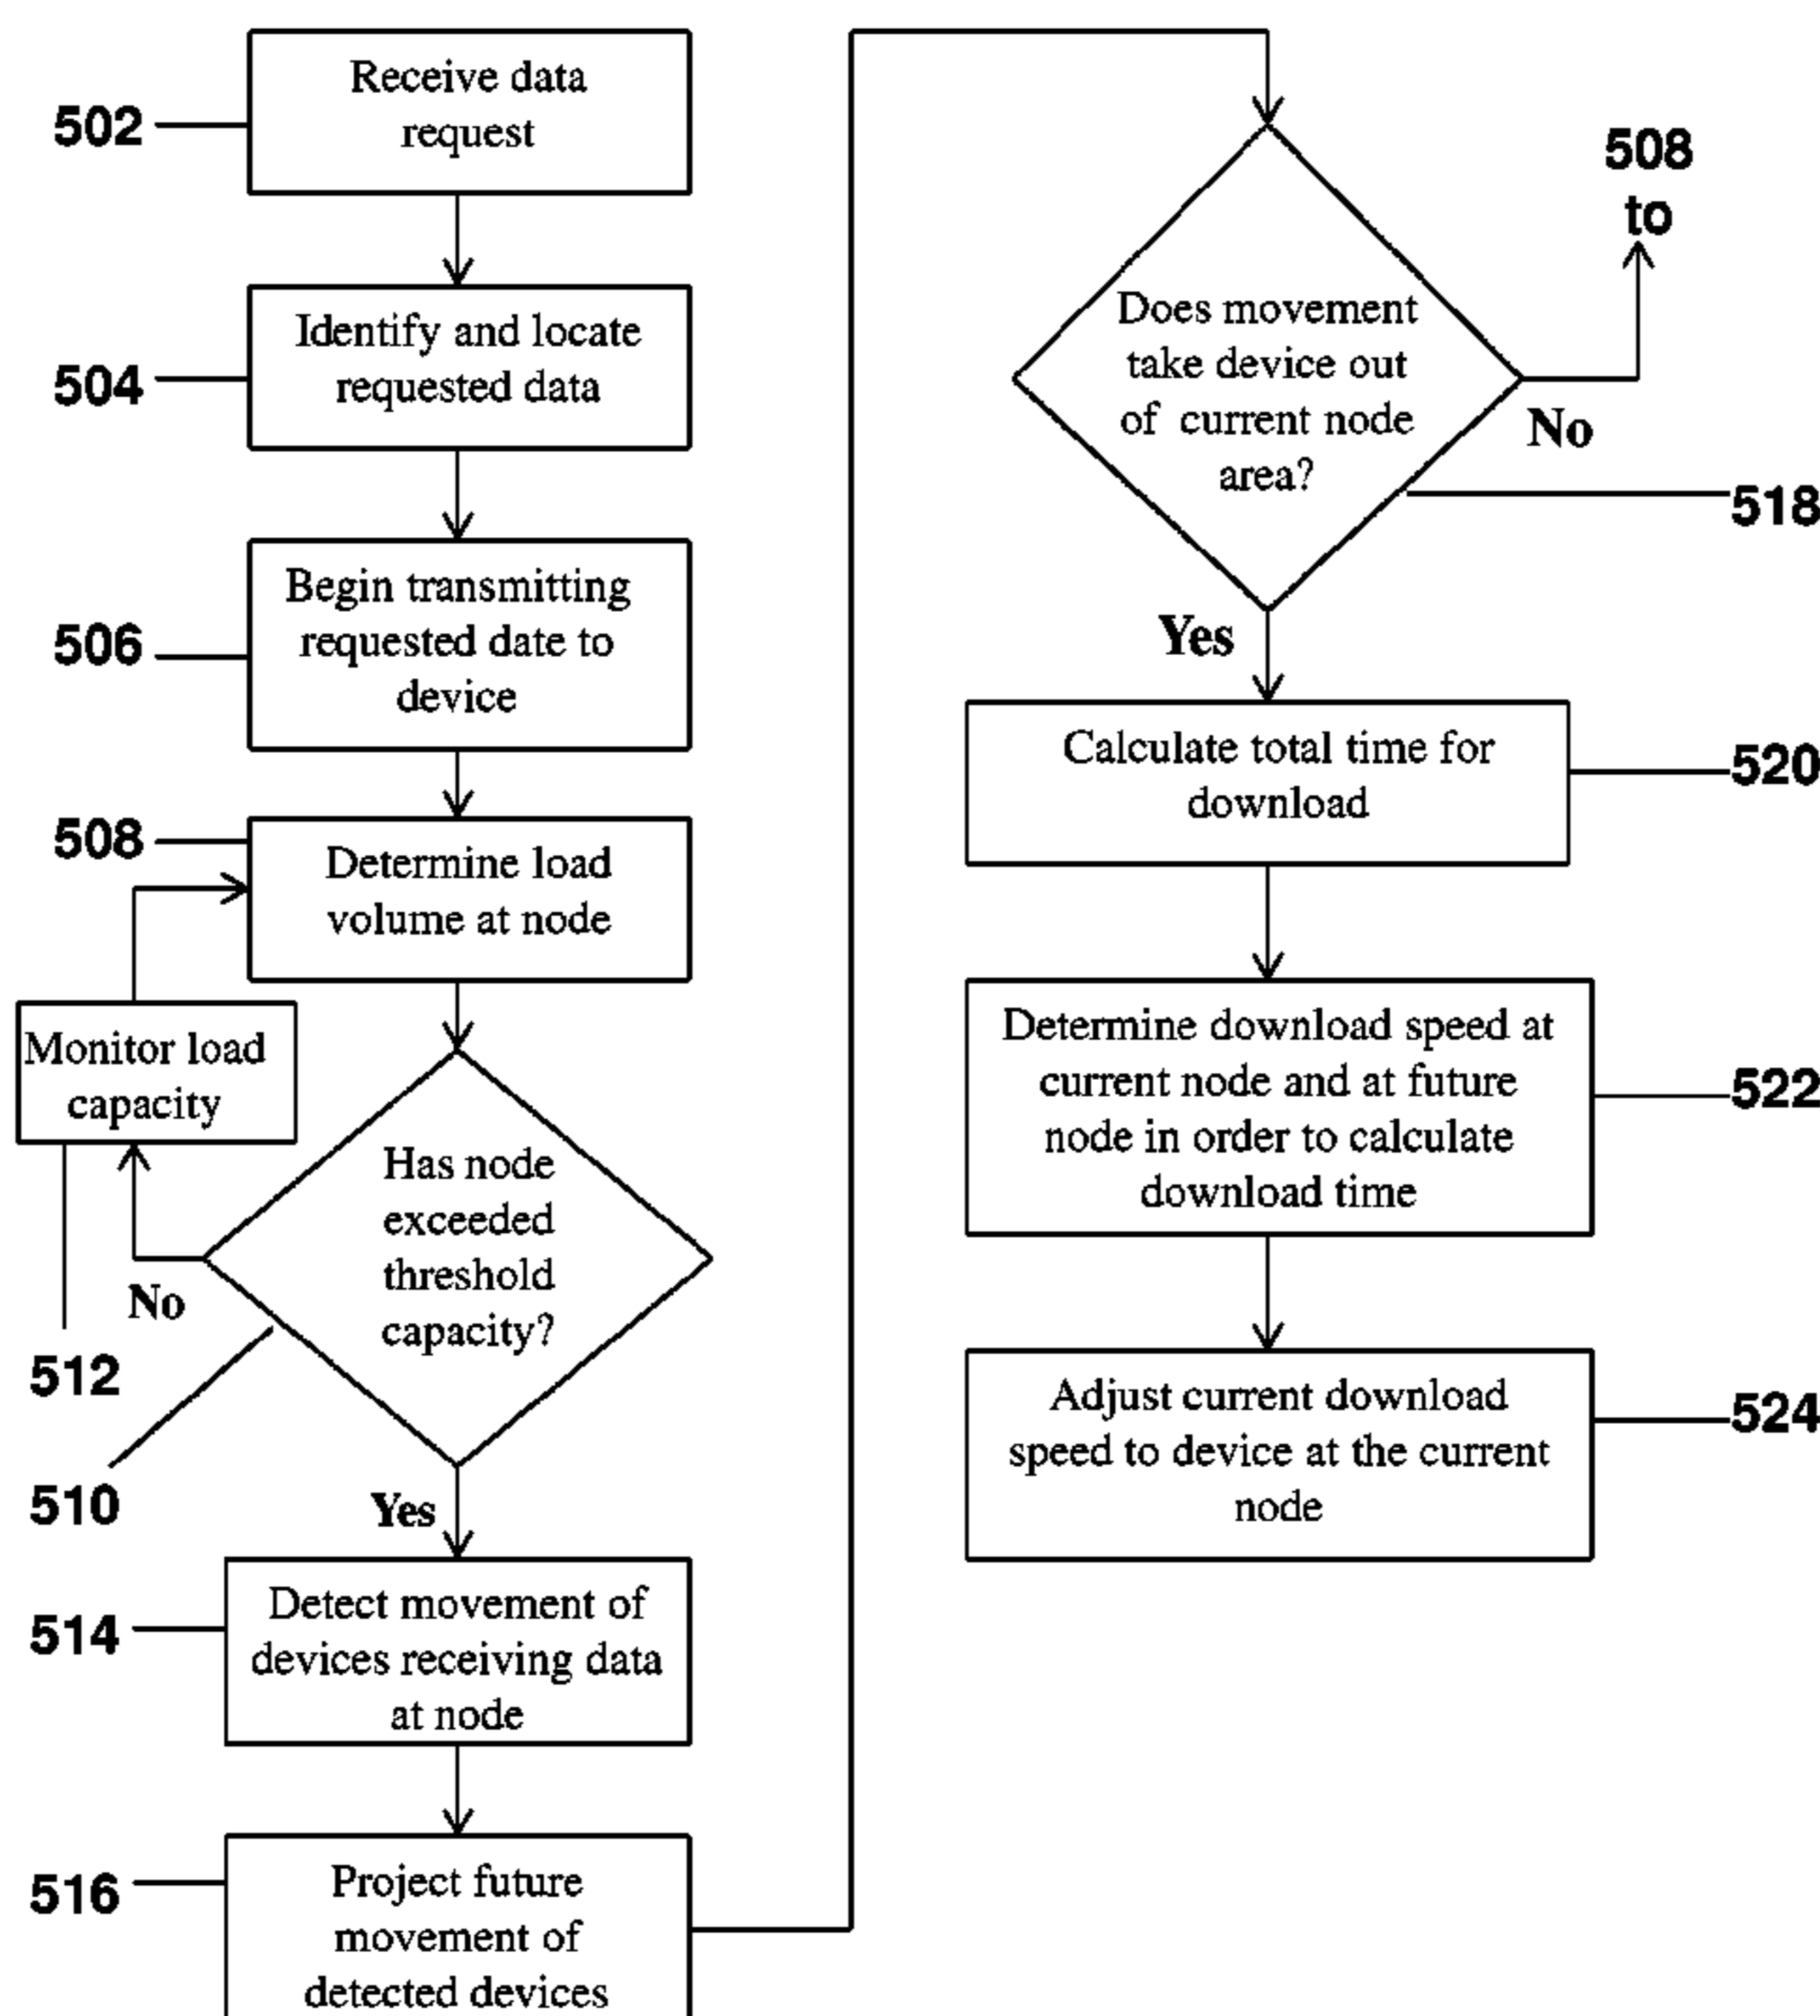 502
Receive data
request
504
Identify and locate
requested data
506
Begin transmitting
requested date to
device
508
Determine load
volume at node
Monitor load
capacity
Has node
exceeded
threshold
capacity?
No
512
510
Yes
514
Detect movement of
devices receiving data
at node
516
Project future
movement of
detected devices
508
to
Does movement
take device out
of current node
area?
No
518
Yes
Calculate total time for
download
520
Determine download speed at
current node and at future
node in order to calculate
download time
522
Adjust current download
speed to device at the current
node
524